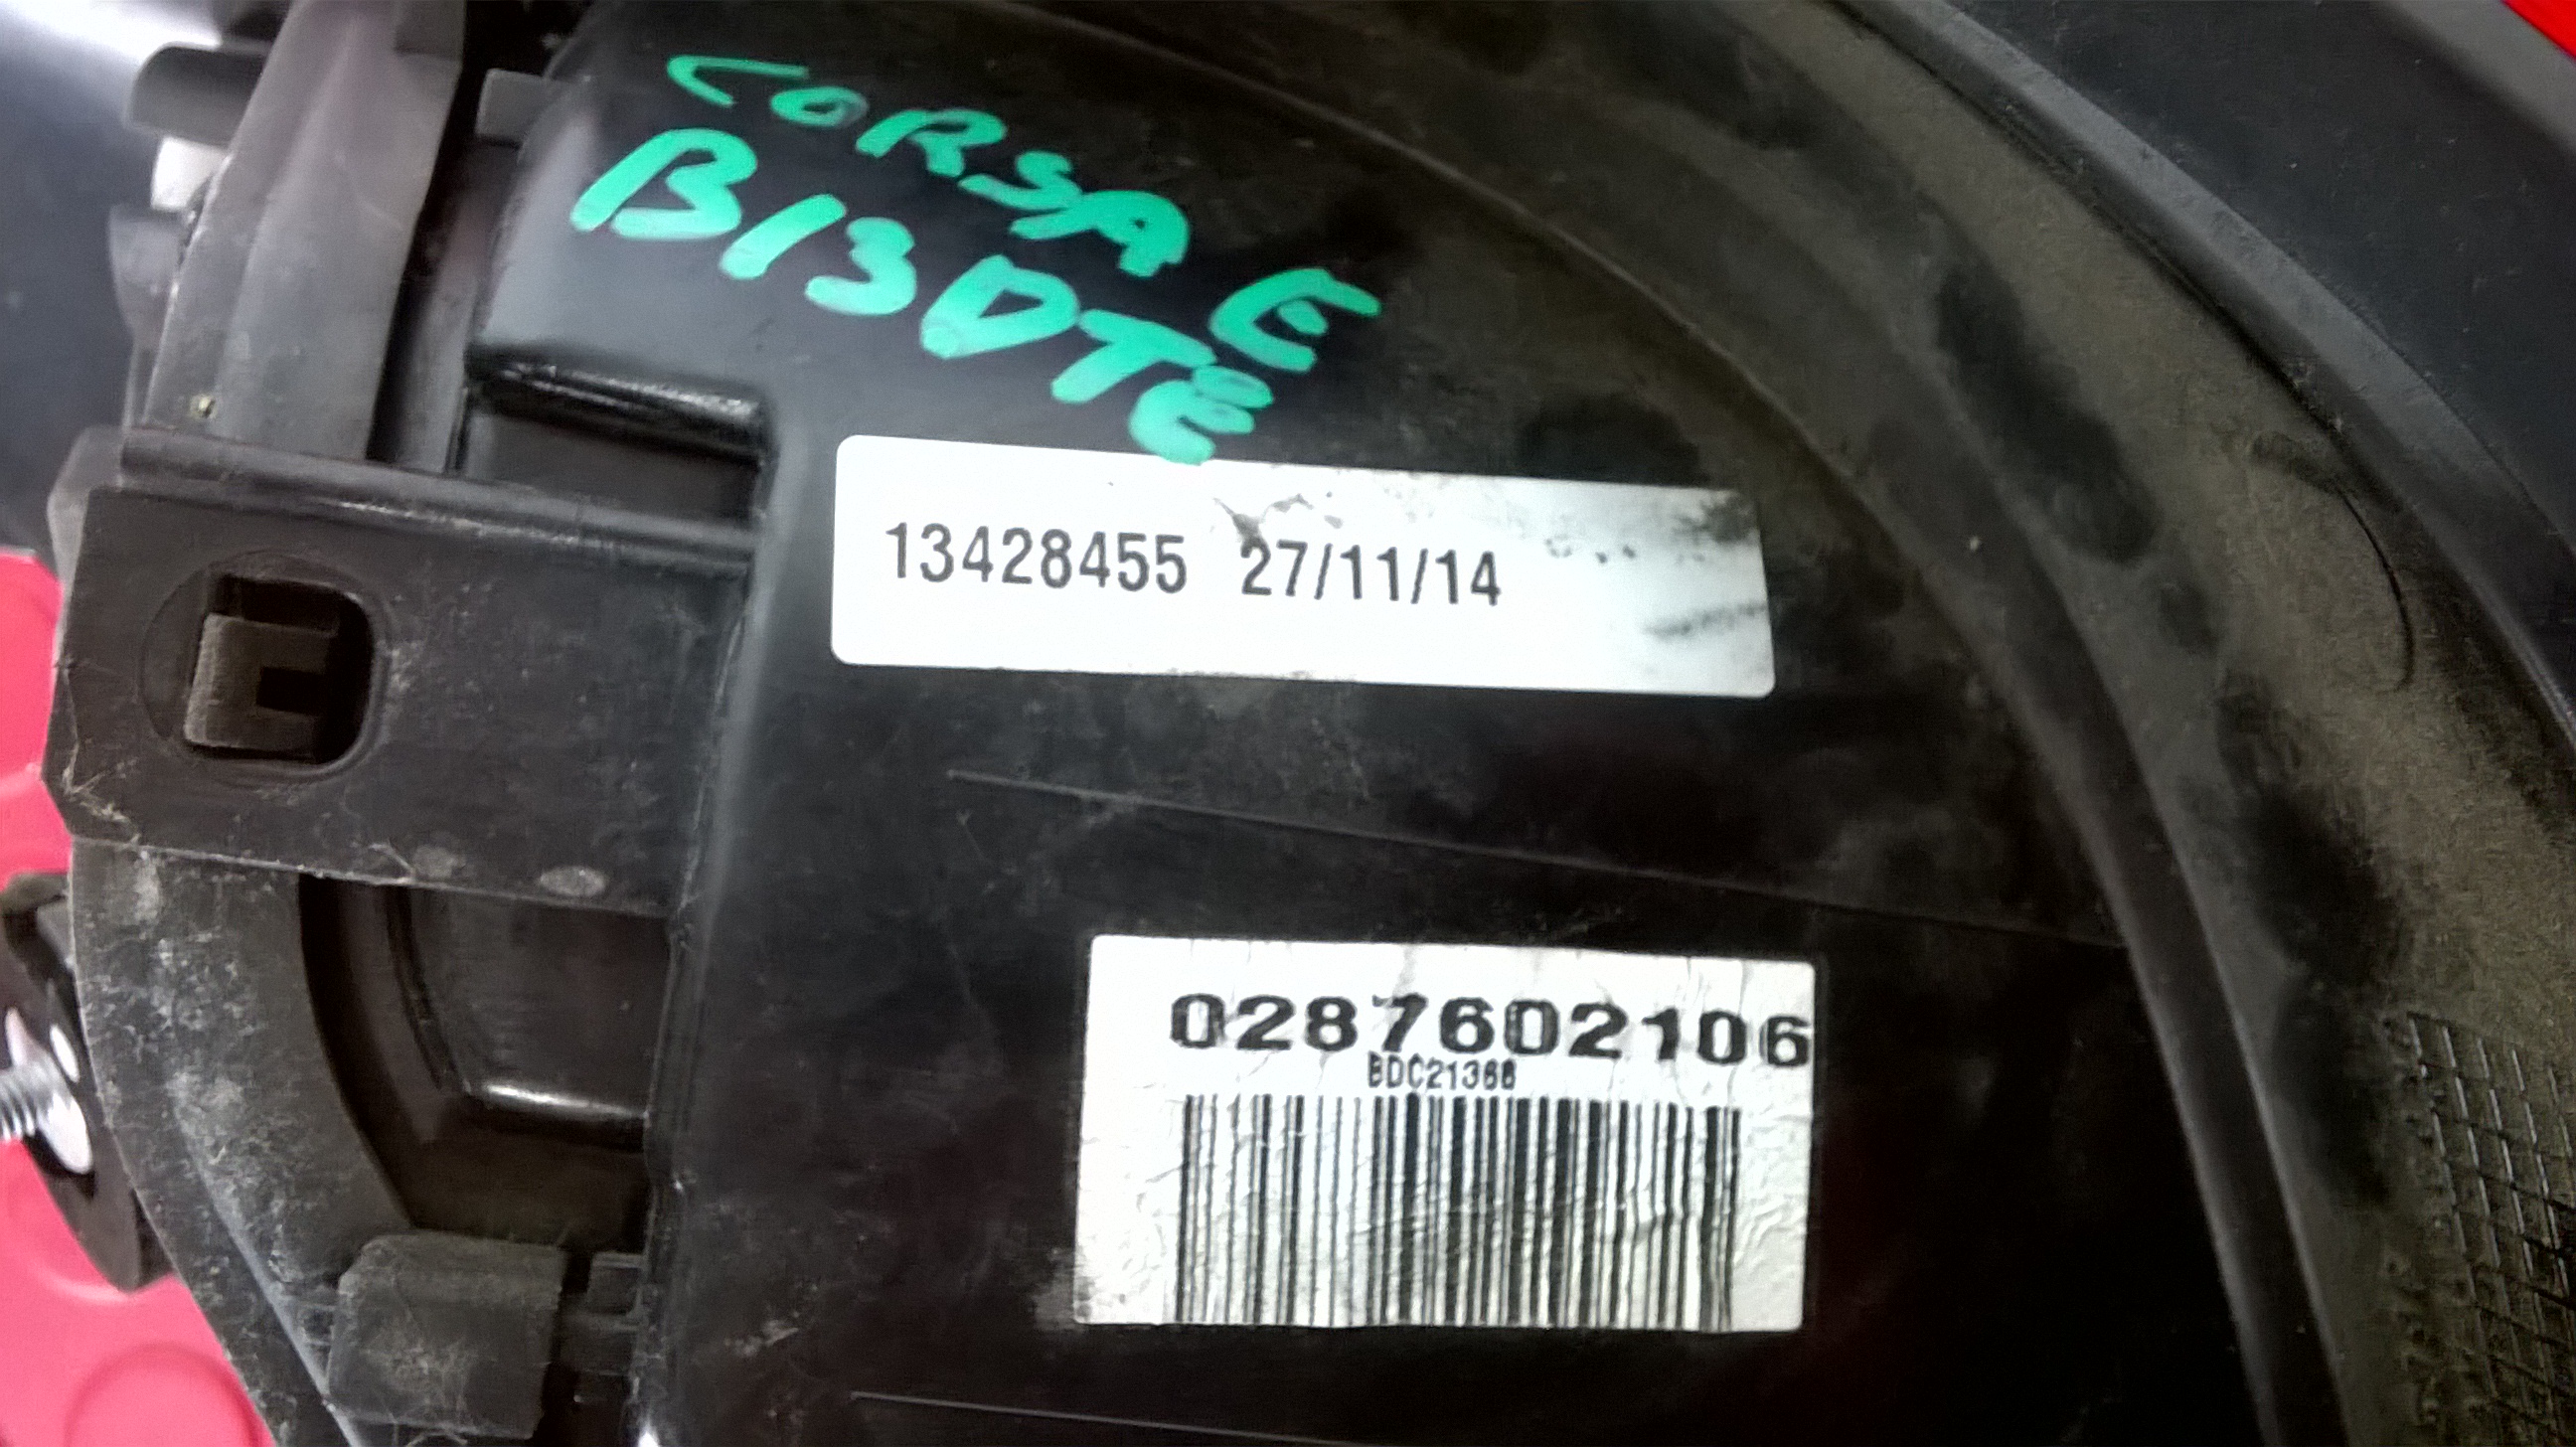 CORSA E
B13DTE
13428455 27/11/14
0287602106
BDC21368